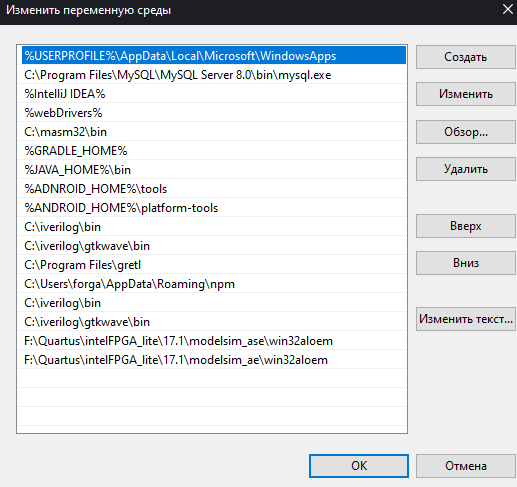 Изменить переменную среды
%USERPROFILE%\AppData\Local\Microsoft\WindowsApps
C:\Program Files\MySQL\MySQL Server 8.0\bin\mysql.exe
%IntelliJ IDEA%
%webDrivers%
C:\masm32\bin
%GRADLE_HOME%
%JAVA_HOME%\bin
%ADNROID_HOME%\tools
%ANDROID_HOME%\platform-tools
C:\iverilog\bin
C:\iverilog\gtkwave\bin
C:\Program Files\gretl
C:\Users\forga\AppData\Roaming\npm
C:\iverilog\bin
C:\iverilog\gtkwave\bin
F:\Quartus\intelFPGA_lite\17.1\modelsim_ase\win32aloem
F:\Quartus\intelFPGA_lite\17.1\modelsim_ae\win32aloem
Создать
Изменить
Обзор...
Удалить
Вверх
Вниз
Изменить текст...
ОК
Отмена